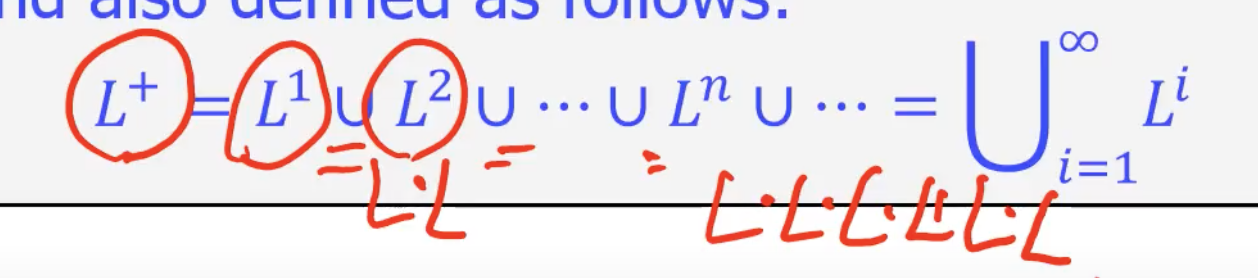 nd also defined as follows:
L⁺ = L¹ ∪ L² ∪ ⋯ ∪ Lⁿ ∪ ⋯ = ⋃_{i=1}^{∞} Lⁱ
L·L L·L·L·L·L·L